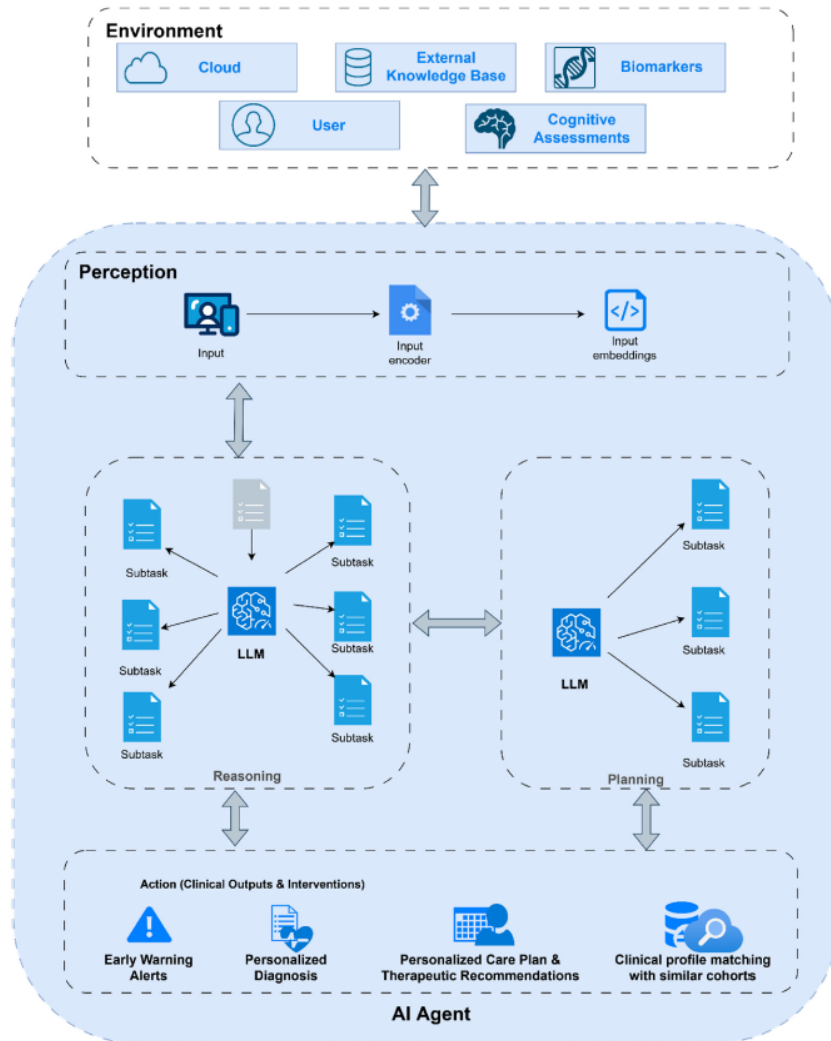 Environment
Cloud
External
Knowledge Base
Biomarkers
User
Cognitive
Assessments
Perception
Input
Input
encoder
Input
embeddings
Subtask
Subtask
Subtask
Subtask
Subtask
Subtask
LLM
Reasoning
Subtask
Subtask
Subtask
LLM
Planning
Action (Clinical Outputs & Interventions)
Early Warning
Alerts
Personalized
Diagnosis
Personalized Care Plan &
Therapeutic Recommendations
Clinical profile matching
with similar cohorts
AI Agent